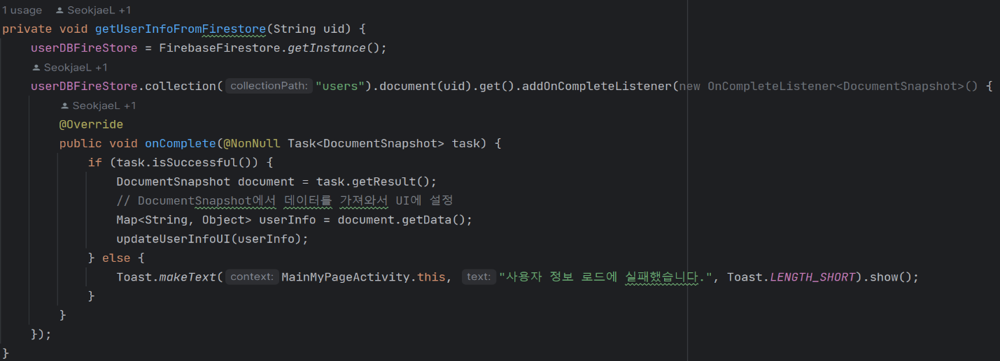 1 usage SeokjaeL +1
private void getUserInfoFromFirestore(String uid) {
userDBFireStore = FirebaseFirestore.getInstance();
SeokjaeL +1
userDBFireStore.collection( collectionPath: "users").document(uid).get().addOnCompleteListener(new OnCompleteListener<DocumentSnapshot>() {
SeokjaeL +1
@Override
public void onComplete(@NonNull Task<DocumentSnapshot> task) {
if (task.isSuccessful()) {
DocumentSnapshot document = task.getResult();
// DocumentSnapshot에서 데이터를 가져와서 UI에 설정
Map<String, Object> userInfo = document.getData();
updateUserInfoUI(userInfo);
} else {
Toast.makeText( context: MainMyPageActivity.this, text: "사용자 정보 로드에 실패했습니다.", Toast.LENGTH_SHORT).show();
}
}
});
}